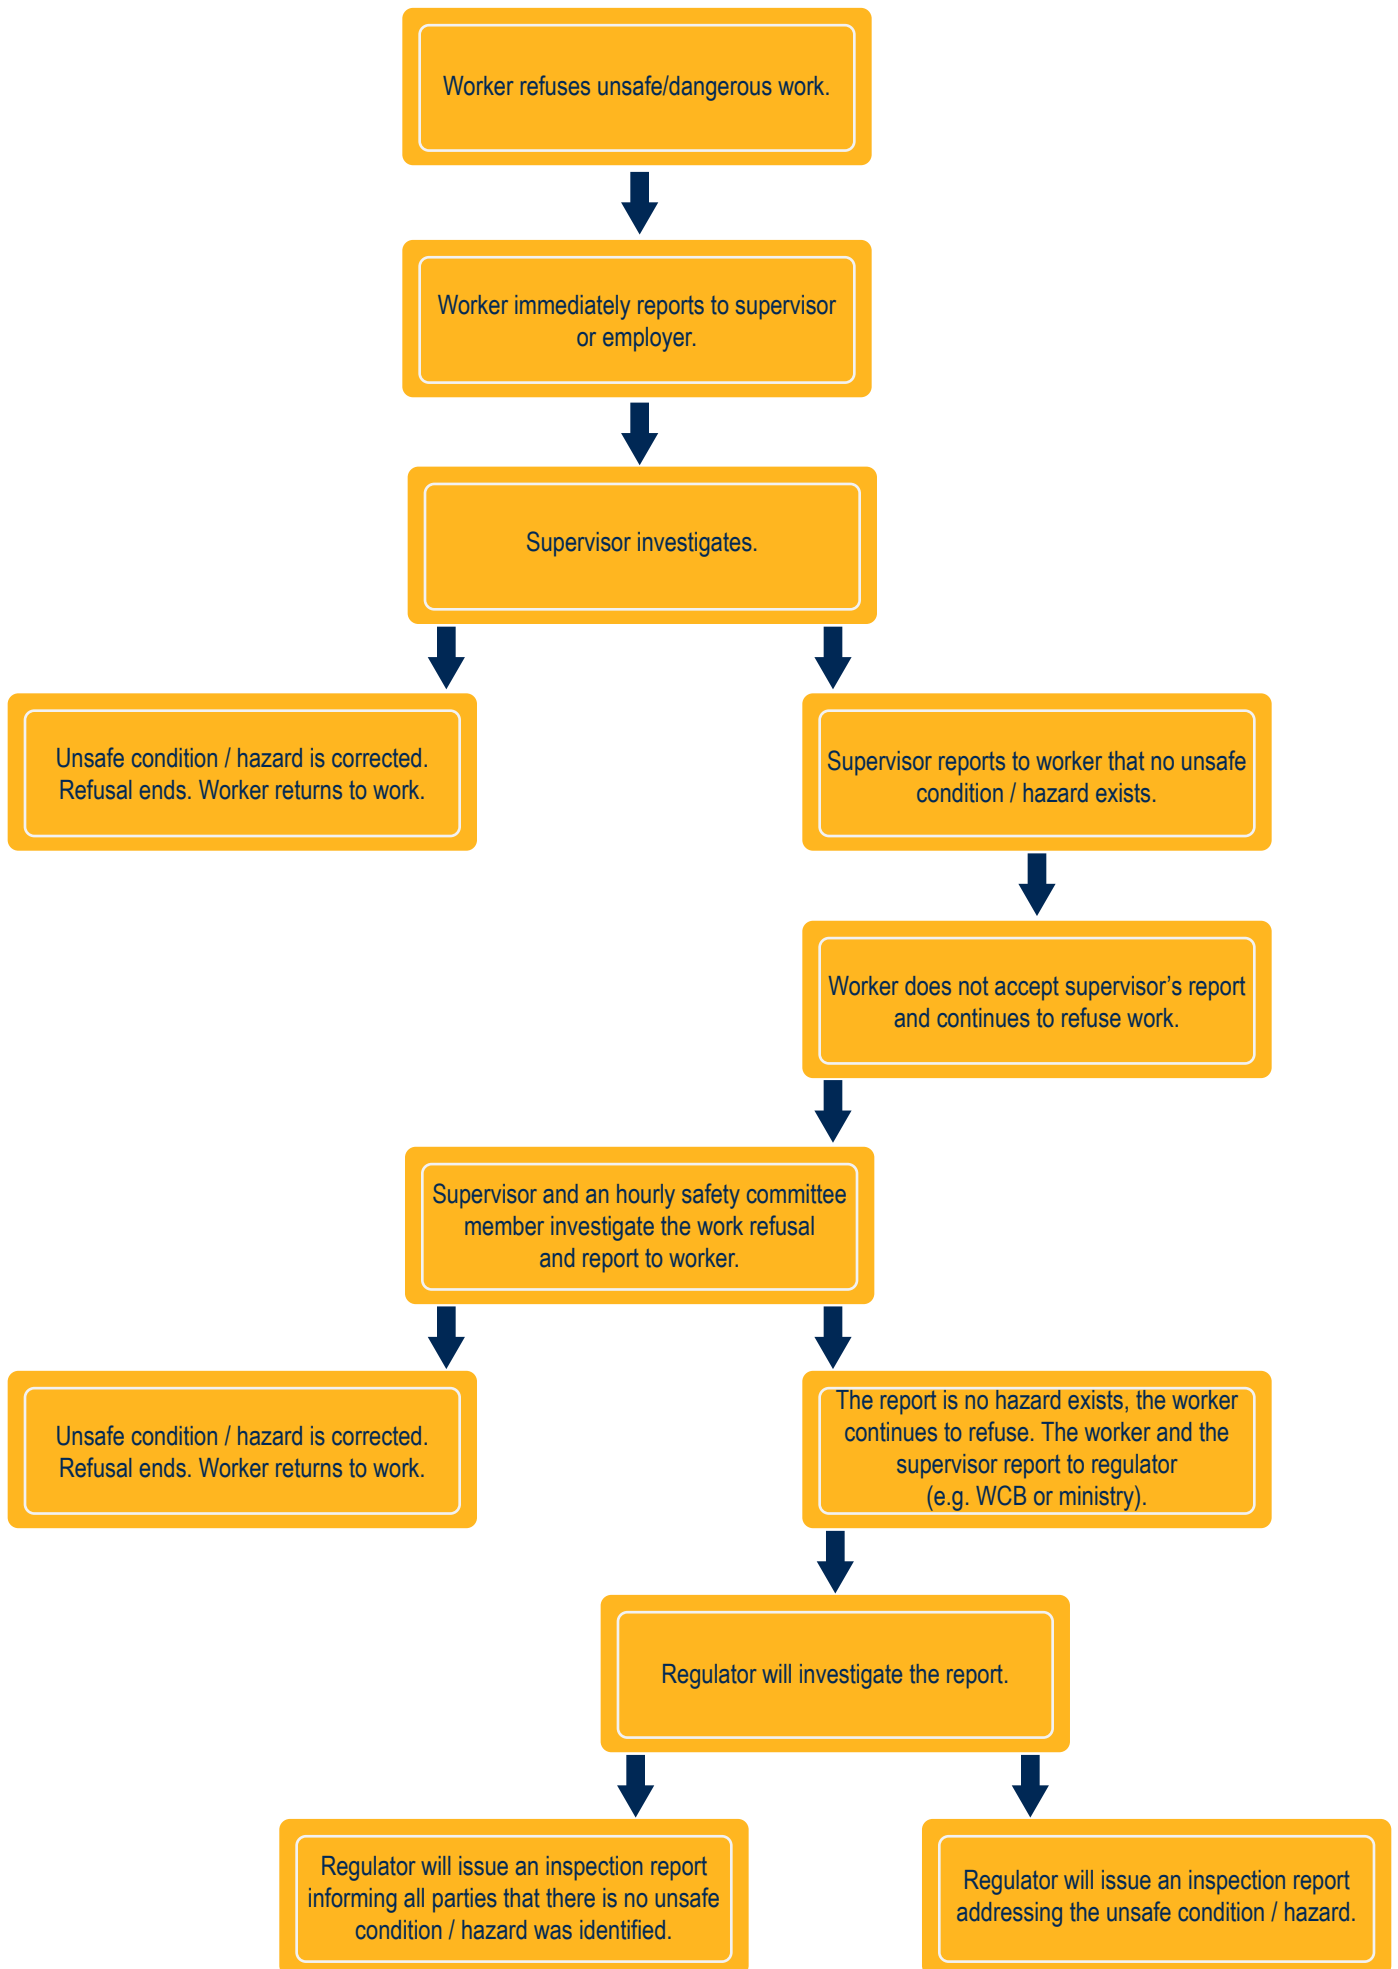 Worker refuses unsafe/dangerous work.
Worker immediately reports to supervisor
or employer.
Supervisor investigates.
Unsafe condition / hazard is corrected.
Refusal ends. Worker returns to work.
Supervisor reports to worker that no unsafe
condition / hazard exists.
Worker does not accept supervisor’s report
and continues to refuse work.
Supervisor and an hourly safety committee
member investigate the work refusal
and report to worker.
Unsafe condition / hazard is corrected.
Refusal ends. Worker returns to work.
The report is no hazard exists, the worker
continues to refuse. The worker and the
supervisor report to regulator
(e.g. WCB or ministry).
Regulator will investigate the report.
Regulator will issue an inspection report
informing all parties that there is no unsafe
condition / hazard was identified.
Regulator will issue an inspection report
addressing the unsafe condition / hazard.